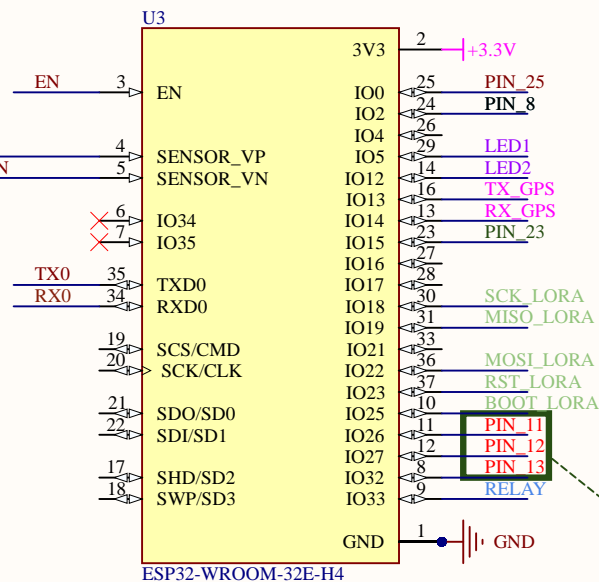 U3
3V3 2 +3.3V
EN 3 EN IO0 25 PIN_25
IO2 24 PIN_8
IO4 26
4 SENSOR_VP IO5 29 LED1
N 5 SENSOR_VN IO12 14 LED2
IO13 16 TX_GPS
6 IO34 IO14 13 RX_GPS
7 IO35 IO15 23 PIN_23
IO16 27
TX0 35 TXD0 IO17 28
RX0 34 RXD0 IO18 30 SCK_LORA
IO19 31 MISO_LORA
19 SCS/CMD IO21 33
20 SCK/CLK IO22 36 MOSI_LORA
IO23 37 RST_LORA
21 SDO/SD0 IO25 10 BOOT_LORA
22 SDI/SD1 IO26 11 PIN_11
IO27 12 PIN_12
17 SHD/SD2 IO32 8 PIN_13
18 SWP/SD3 IO33 9 RELAY
GND 1 GND
ESP32-WROOM-32E-H4